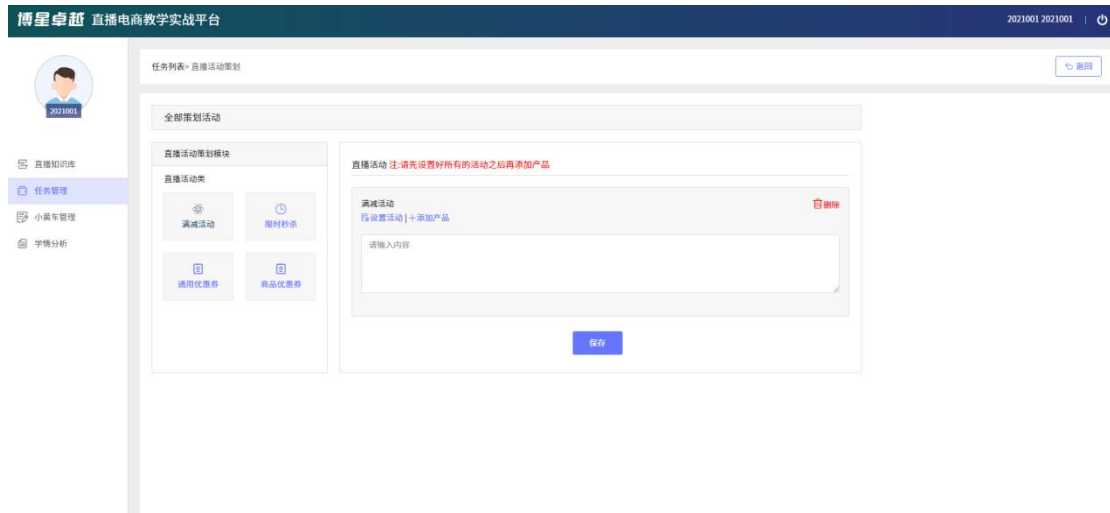 博星卓越 直播电商教学实战平台
2021001 2021001 |
任务列表> 直播活动策划
返回
2021001
全部策划活动
直播知识库
任务管理
小黄车管理
学情分析
直播活动策划模块
直播活动类
满减活动
限时秒杀
通用优惠券
商品优惠券
直播活动 注:请先设置好所有的活动之后再添加产品
满减活动
删除
设置活动 | +添加产品
请输入内容
保存